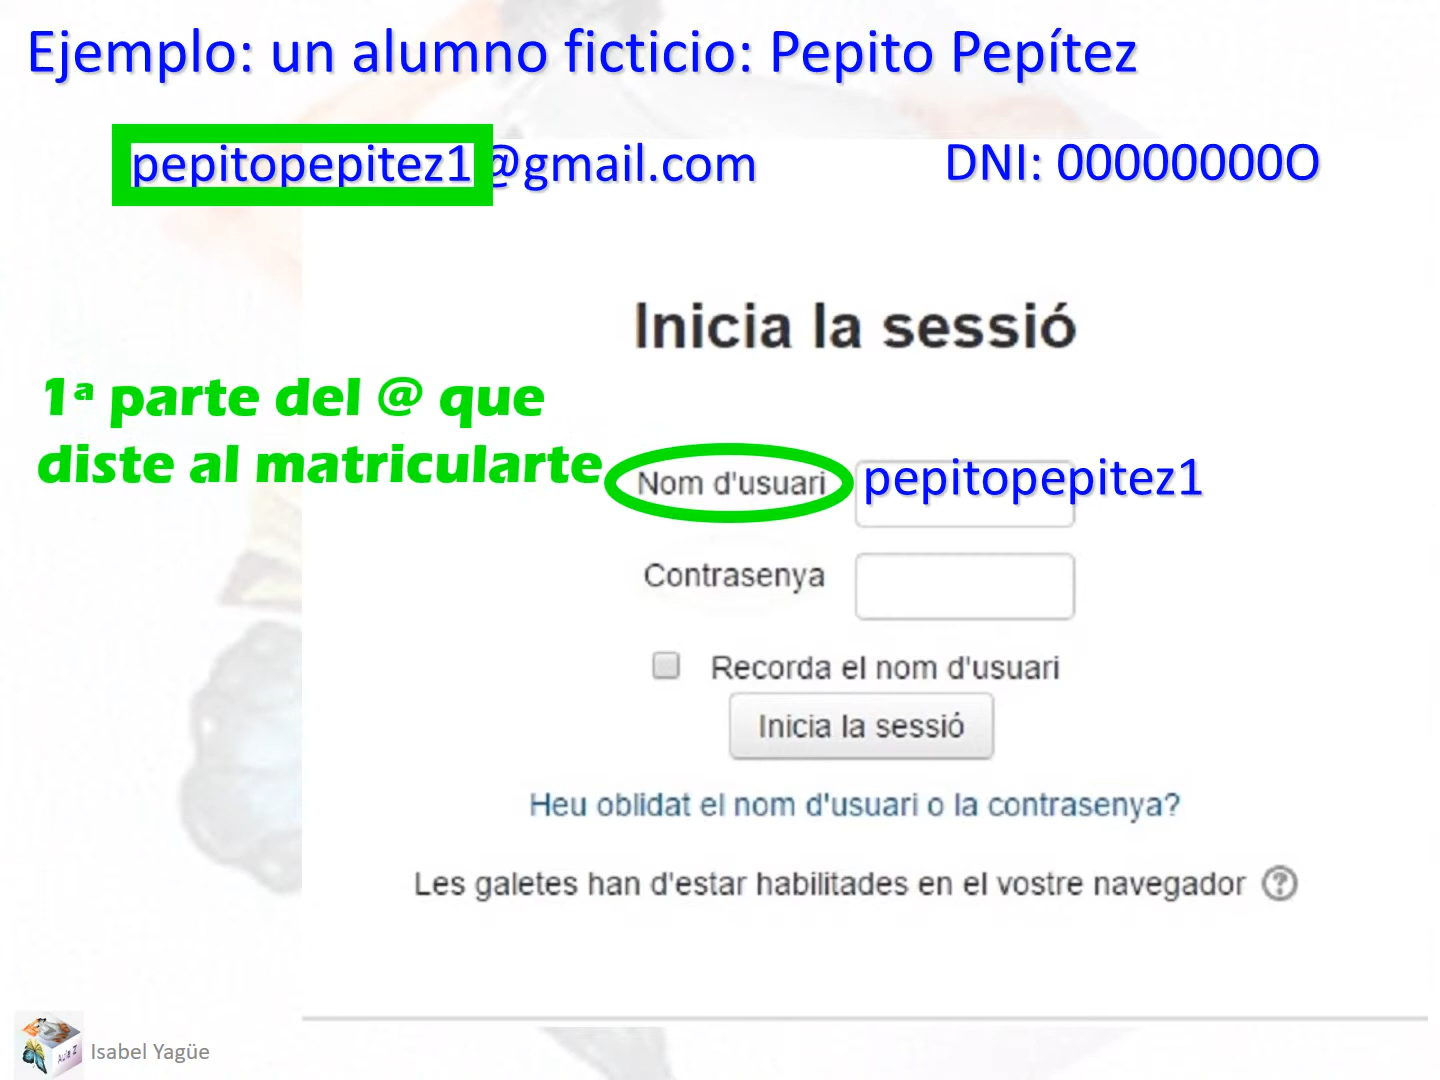 Ejemplo: un alumno ficticio: Pepito Pepítez
pepitopepitez1@gmail.com
DNI: 00000000O
Inicia la sessió
1ª parte del @ que
diste al matricularte
Nom d'usuari
pepitopepitez1
Contrasenya
Recorda el nom d'usuari
Inicia la sessió
Heu oblidat el nom d'usuari o la contrasenya?
Les galetes han d'estar habilitades en el vostre navegador ?
Aula Z
Isabel Yagüe